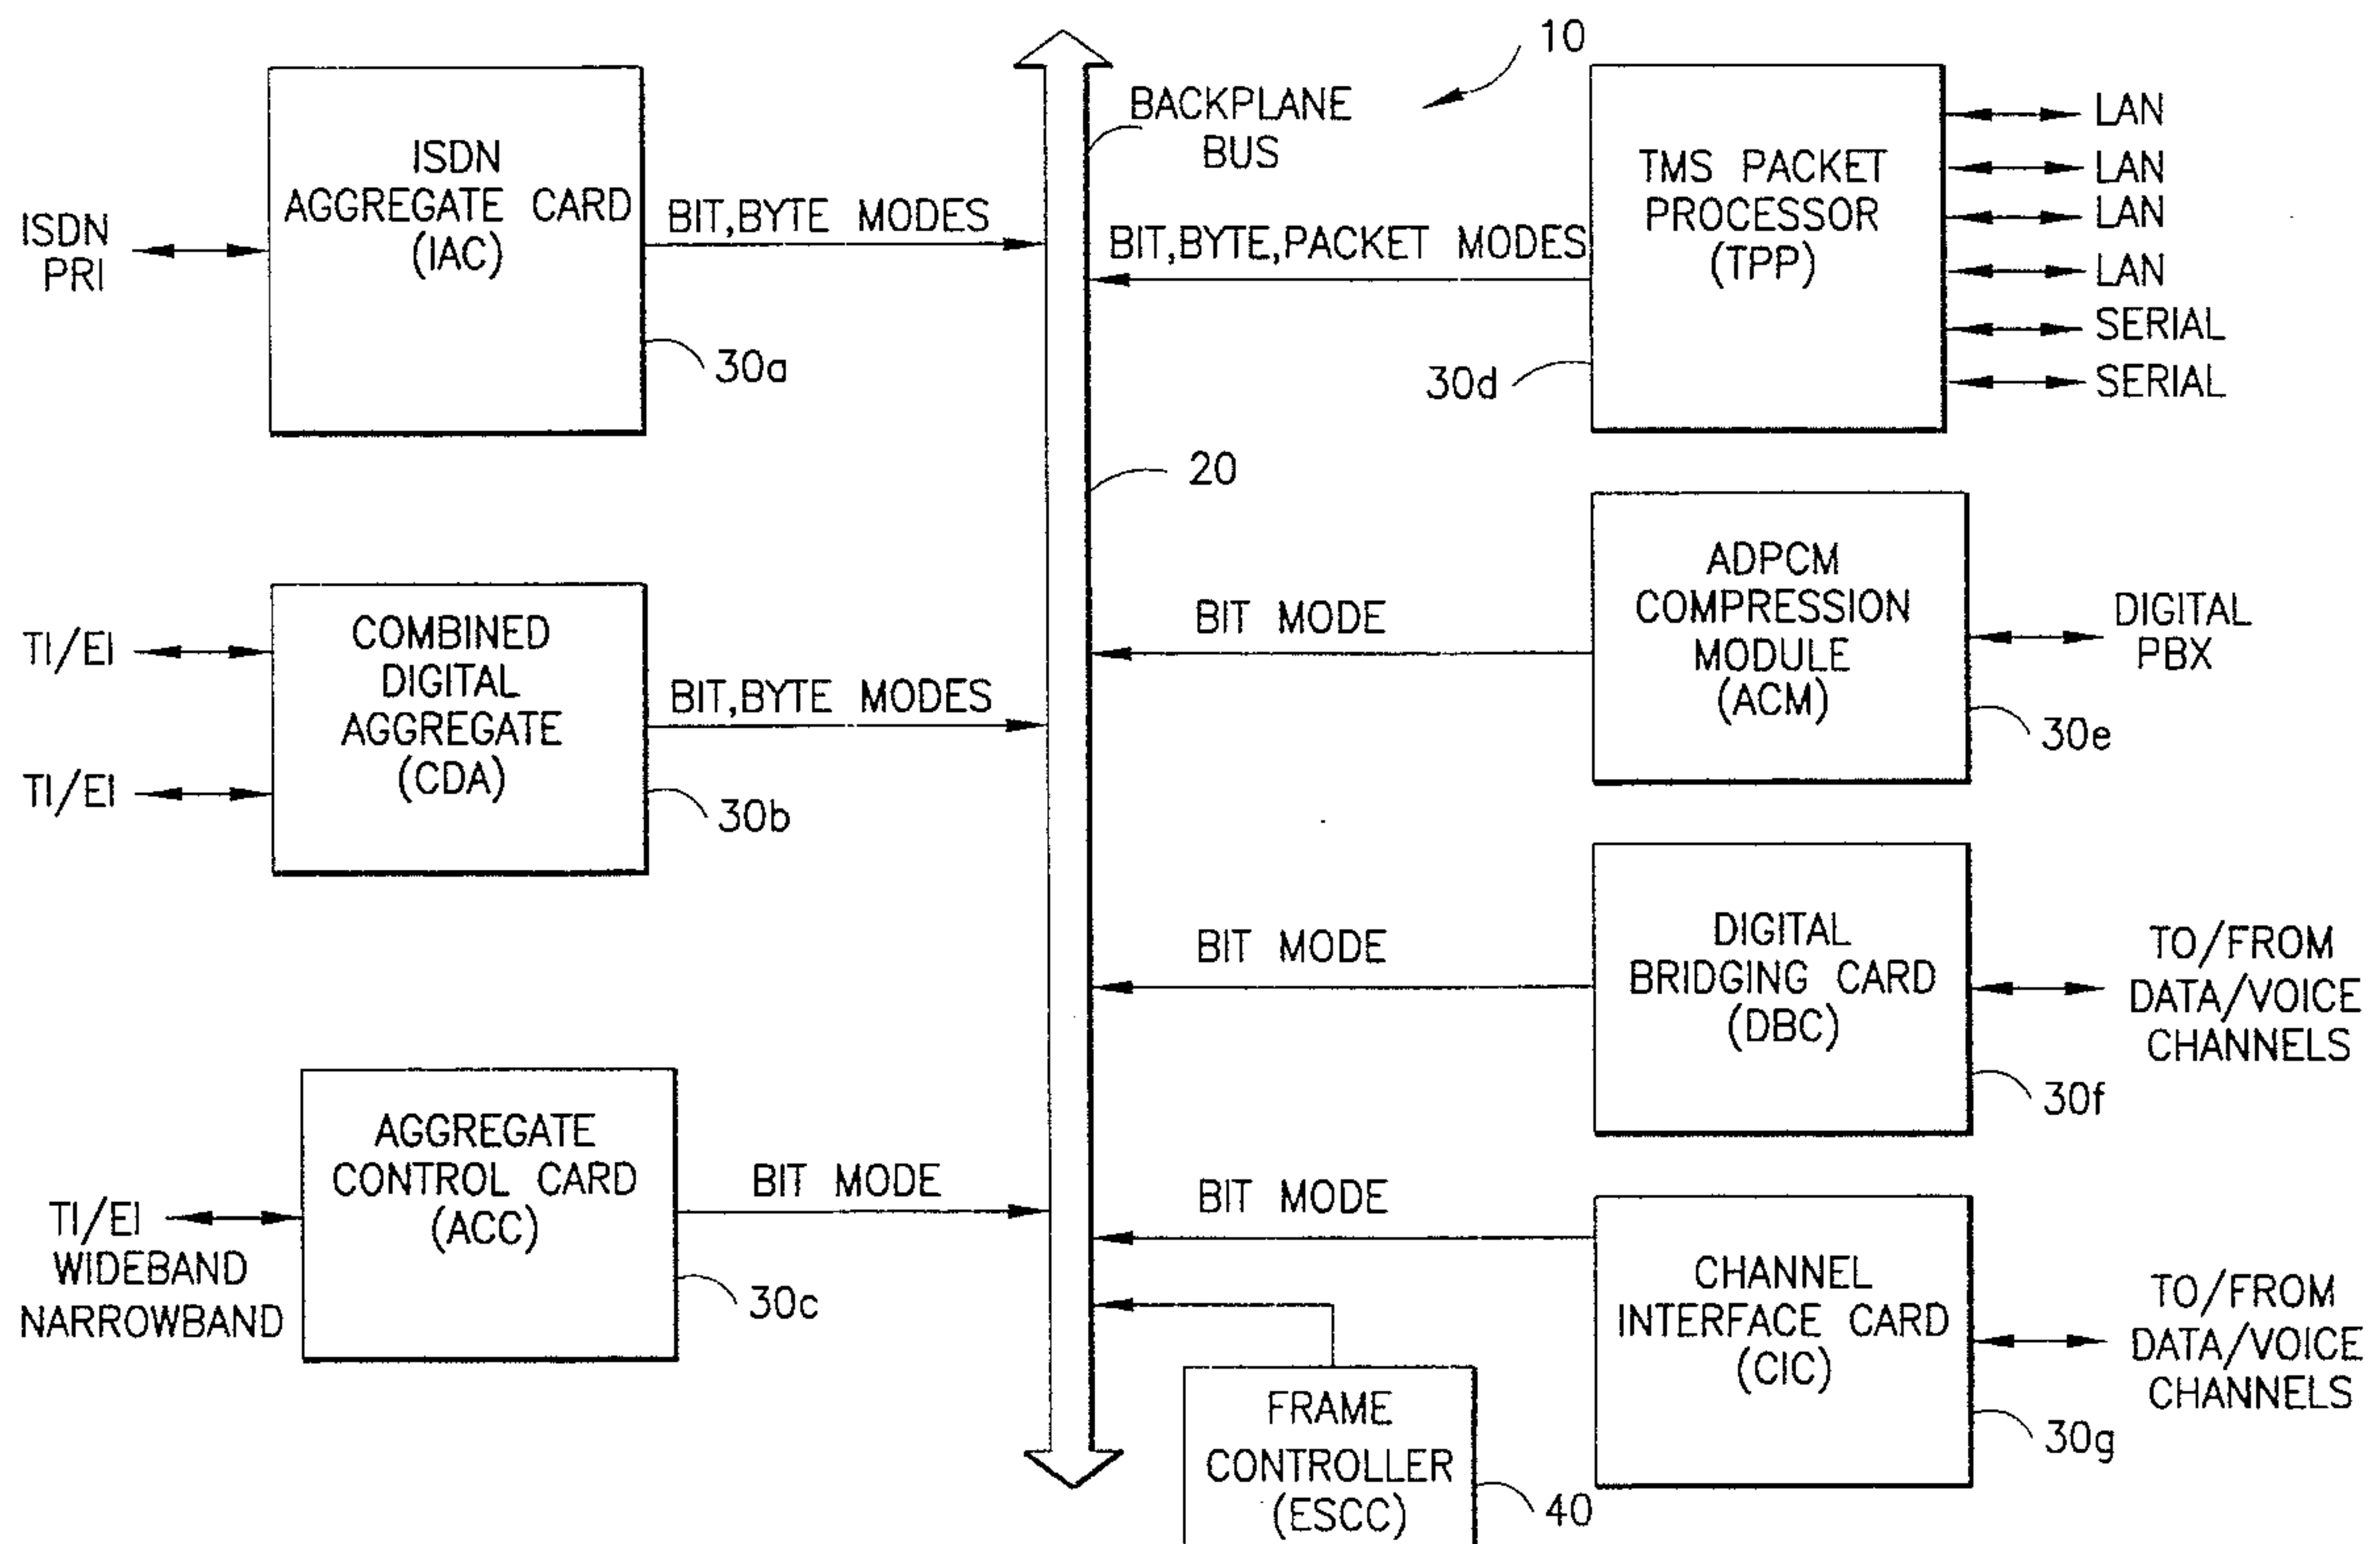 10
BACKPLANE
BUS
20
ISDN
PRI
ISDN
AGGREGATE CARD
(IAC)
BIT,BYTE MODES
30a
TI/EI
TI/EI
COMBINED
DIGITAL
AGGREGATE
(CDA)
BIT,BYTE MODES
30b
TI/EI
WIDEBAND
NARROWBAND
AGGREGATE
CONTROL CARD
(ACC)
BIT MODE
30c
BIT,BYTE,PACKET MODES
TMS PACKET
PROCESSOR
(TPP)
30d
LAN
LAN
LAN
LAN
SERIAL
SERIAL
BIT MODE
ADPCM
COMPRESSION
MODULE
(ACM)
DIGITAL
PBX
30e
BIT MODE
DIGITAL
BRIDGING CARD
(DBC)
TO/FROM
DATA/VOICE
CHANNELS
30f
BIT MODE
CHANNEL
INTERFACE CARD
(CIC)
TO/FROM
DATA/VOICE
CHANNELS
30g
FRAME
CONTROLLER
(ESCC)
40